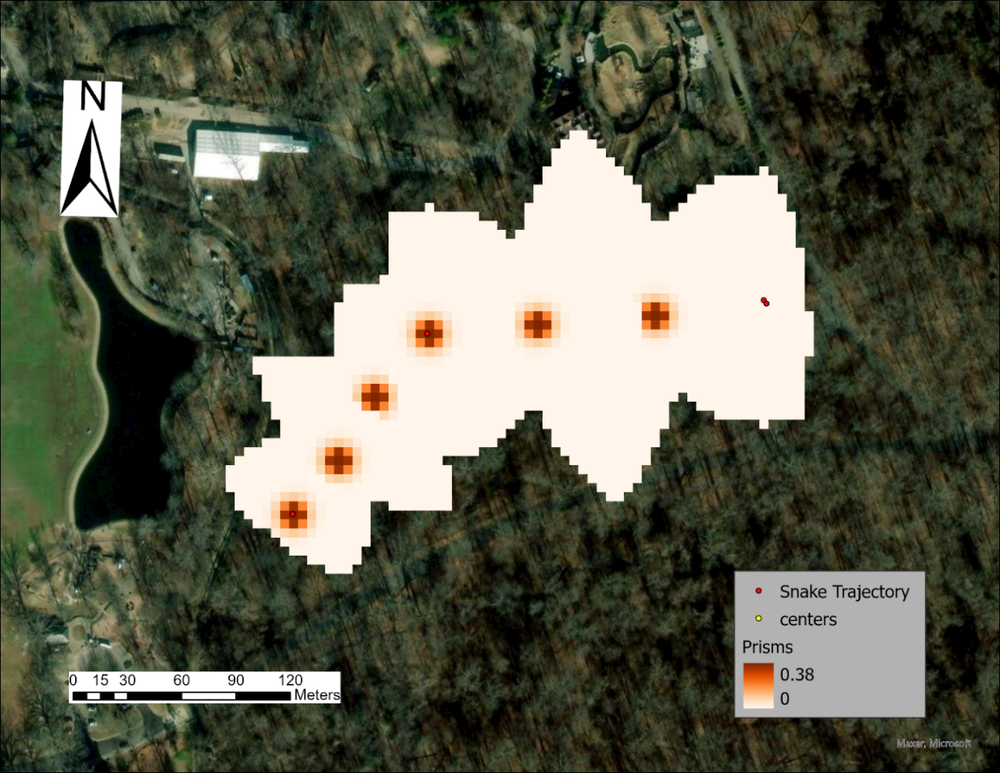 N
Snake Trajectory
centers
Prisms
0.38
0
0 15 30 60 90 120
Meters
Maxar, Microsoft